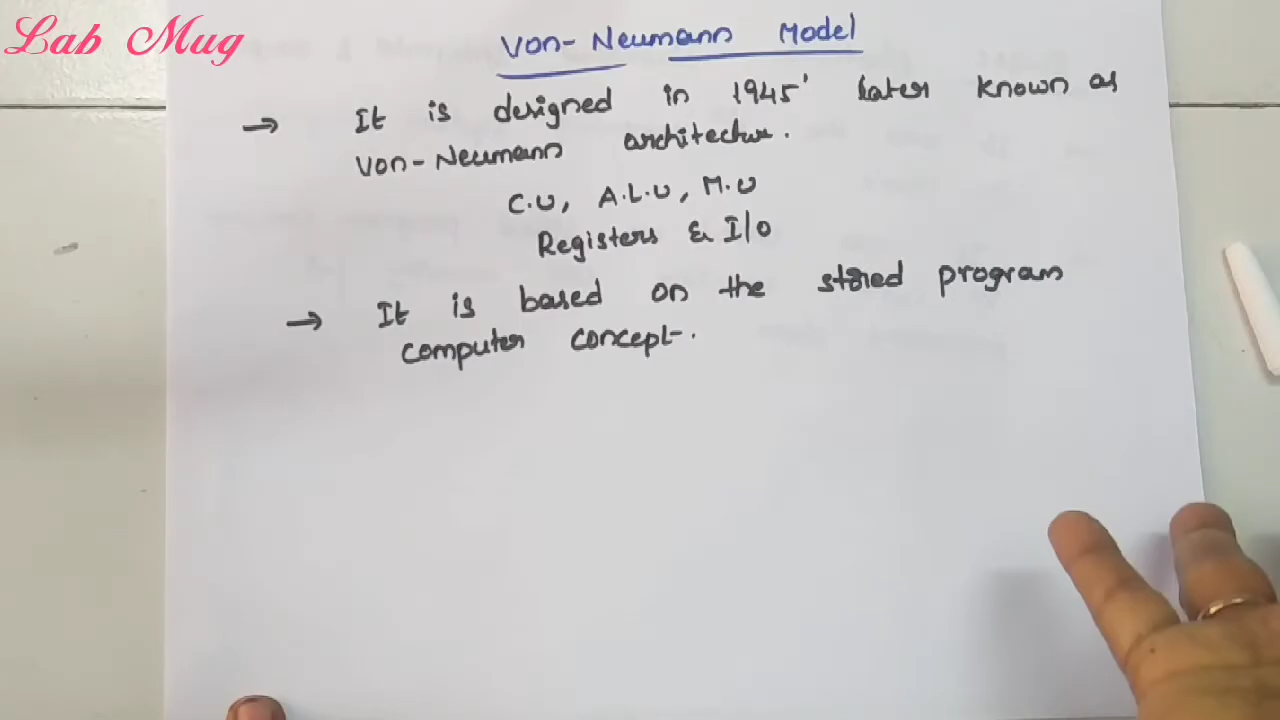 Lab Mug
Von-Neumann Model
→ It is designed in 1945' later known as
Von-Neumann architecture.
C.U, A.L.U, M.U
Registers & I/O
→ It is based on the stored program
computer concept.